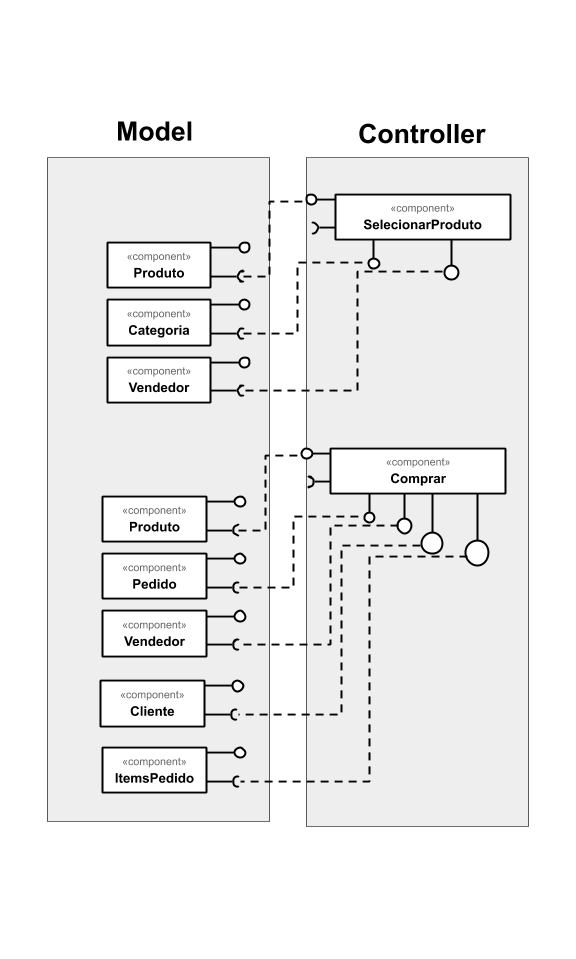 Model
Controller
«component»
SelecionarProduto
«component»
Produto
«component»
Categoria
«component»
Vendedor
«component»
Comprar
«component»
Produto
«component»
Pedido
«component»
Vendedor
«component»
Cliente
«component»
ItemsPedido